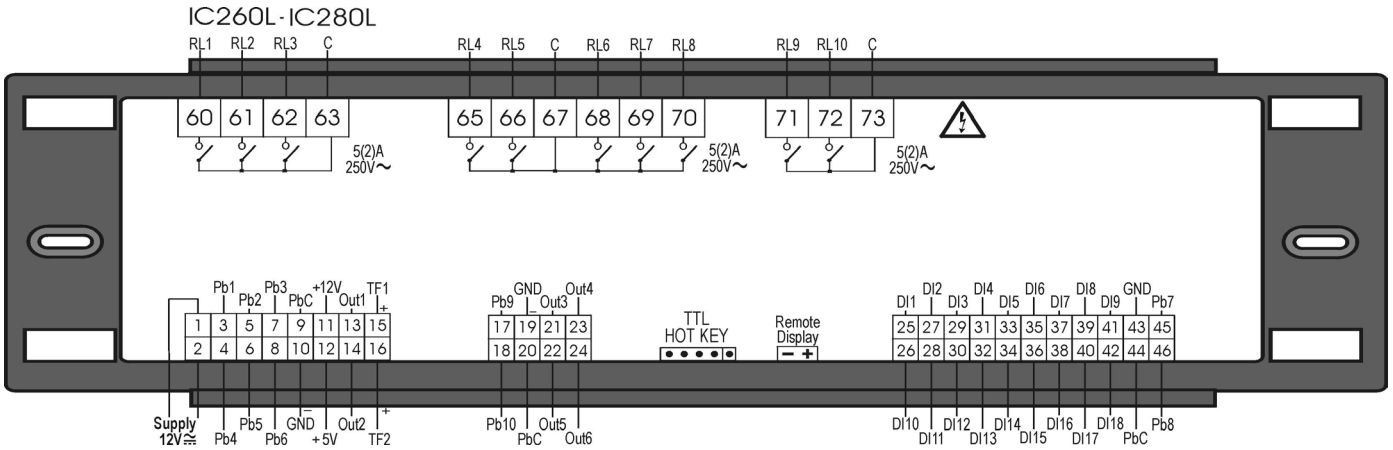 IC260L - IC280L
RL1 RL2 RL3 C RL4 RL5 C RL6 RL7 RL8 RL9 RL10 C
60 61 62 63 65 66 67 68 69 70 71 72 73
5(2)A 5(2)A 5(2)A
250V~ 250V~ 250V~
Pb1 Pb3 +12V TF1 GND Out4 DI2 DI4 DI6 DI8 GND
Pb2 PbC Out1 + Pb9 – Out3 DI1 DI3 DI5 DI7 DI9 Pb7
1 3 5 7 9 11 13 15 17 19 21 23 TTL Remote 25 27 29 31 33 35 37 39 41 43 45
HOT KEY Display
2 4 6 8 10 12 14 16 18 20 22 24 – + 26 28 30 32 34 36 38 40 42 44 46
Supply Pb5 GND – Out2 + Pb10 Out5 DI10 DI12 DI14 DI16 DI18 Pb8
12V≂ Pb4 Pb6 +5V TF2 PbC Out6 DI11 DI13 DI15 DI17 PbC